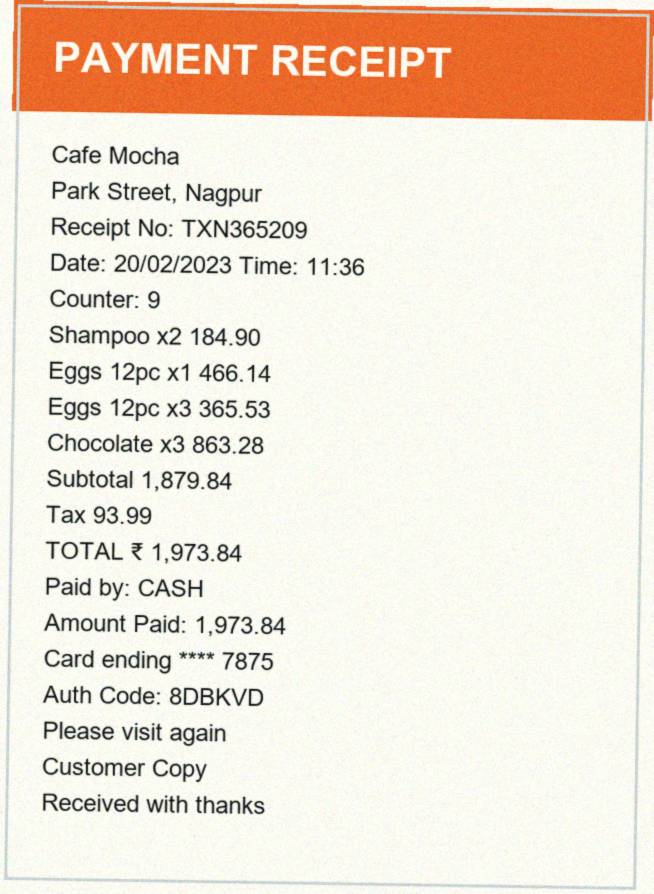 PAYMENT RECEIPT
Cafe Mocha
Park Street, Nagpur
Receipt No: TXN365209
Date: 20/02/2023 Time: 11:36
Counter: 9
Shampoo x2 184.90
Eggs 12pc x1 466.14
Eggs 12pc x3 365.53
Chocolate x3 863.28
Subtotal 1,879.84
Tax 93.99
TOTAL ₹ 1,973.84
Paid by: CASH
Amount Paid: 1,973.84
Card ending **** 7875
Auth Code: 8DBKVD
Please visit again
Customer Copy
Received with thanks